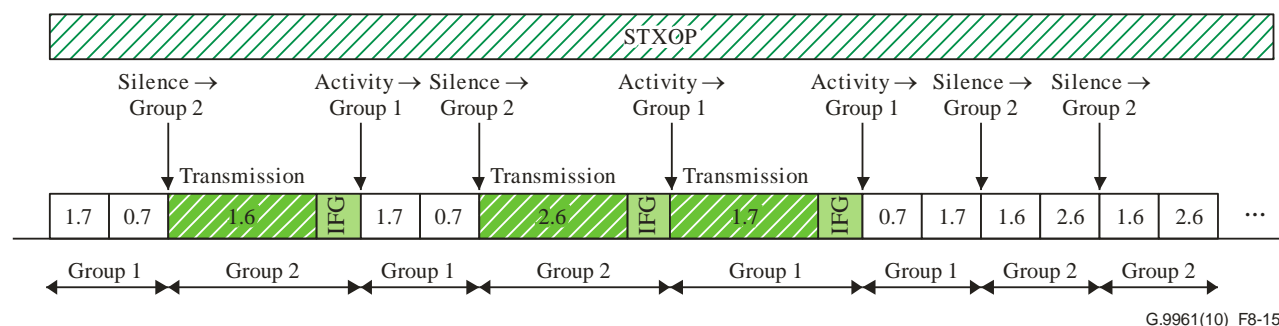 STXOP
Silence → Activity → Silence → Activity → Activity → Silence → Silence →
Group 2 Group 1 Group 2 Group 1 Group 1 Group 2 Group 2
Transmission Transmission Transmission
1.7 0.7 1.6 IFG 1.7 0.7 2.6 IFG 1.7 IFG 0.7 1.7 1.6 2.6 1.6 2.6 ...
Group 1 Group 2 Group 1 Group 2 Group 1 Group 1 Group 2 Group 2
G.9961(10)_F8-15